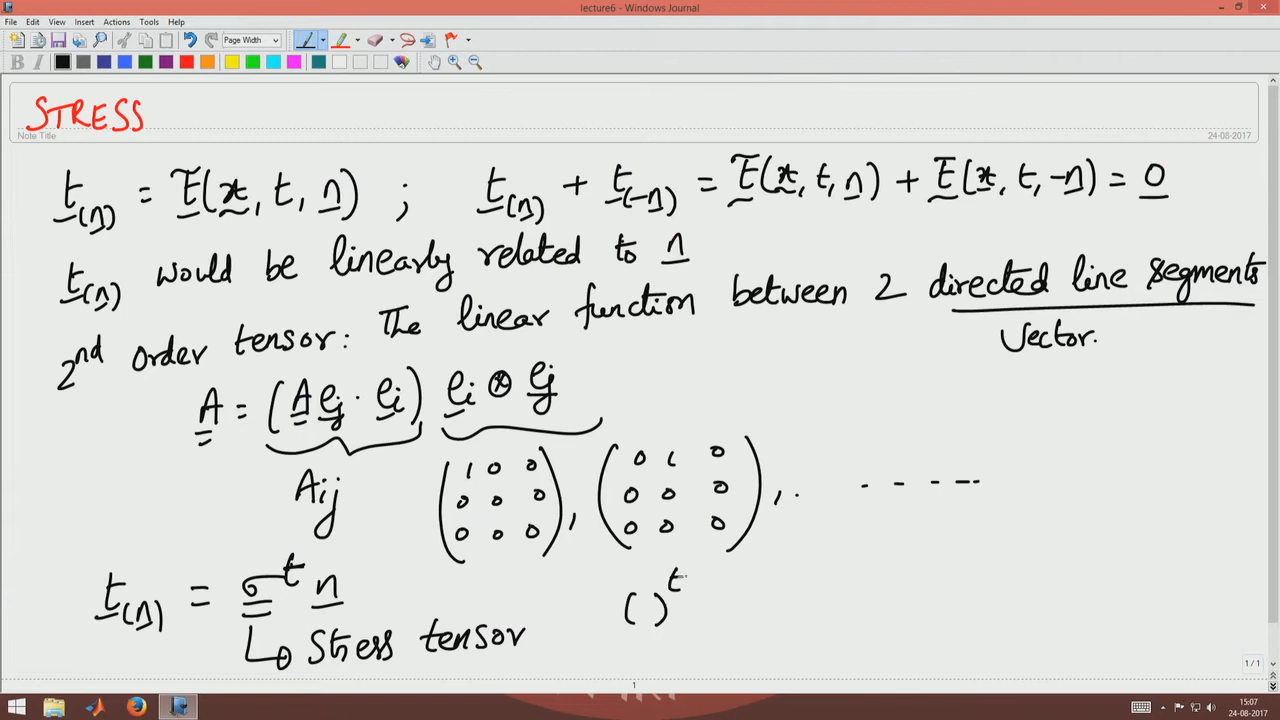 lecture6 - Windows Journal
File Edit View Insert Actions Tools Help
Page Width
B I
STRESS
Note Title
24-08-2017
t(n) = t̃(x, t, n) ; t(n) + t(-n) = t̃(x, t, n) + t̃(x, t, -n) = 0
t(n) would be linearly related to n
2nd order tensor: The linear function between 2 directed line segments
Vector.
A = (A ej · ei) ei ⊗ ej
Aij
( 1 0 0 ) , ( 0 1 0 ) , . . - - - -
( 0 0 0 ) ( 0 0 0 )
( 0 0 0 ) ( 0 0 0 )
t(n) = σ^t n
( )^t
↳ Stress tensor
1/1
1
15:07
24-08-2017